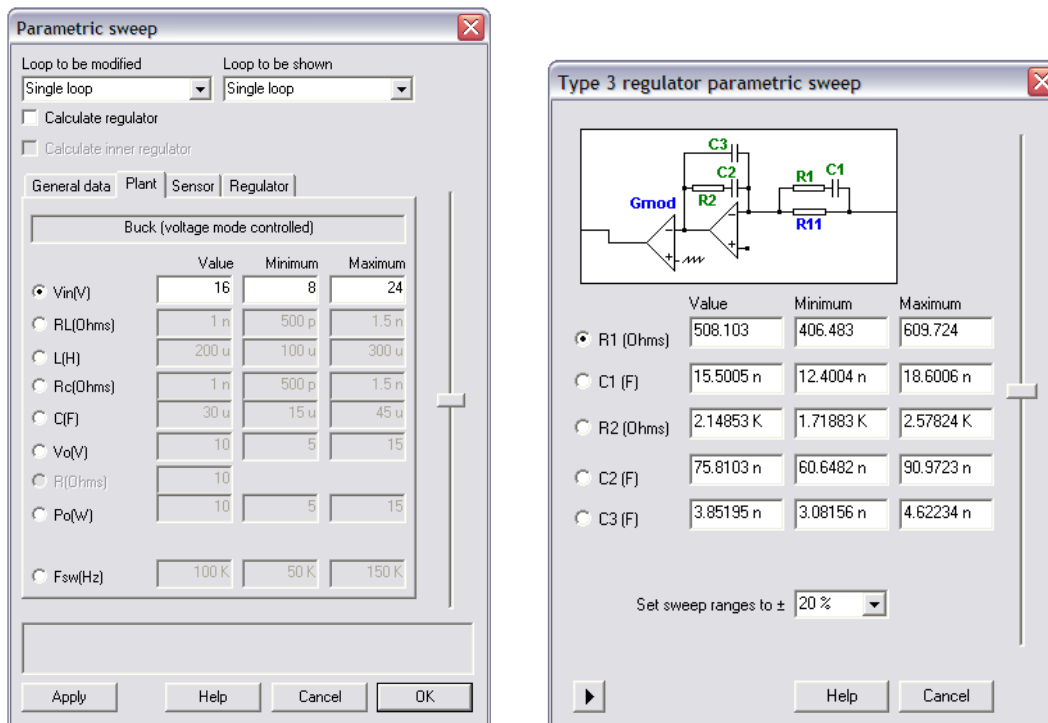 Parametric sweep
Loop to be modified Loop to be shown
Single loop Single loop
Calculate regulator
Calculate inner regulator
General data Plant Sensor Regulator
Buck (voltage mode controlled)
Value Minimum Maximum
Vin(V) 16 8 24
RL(Ohms) 1 n 500 p 1.5 n
L(H) 200 u 100 u 300 u
Rc(Ohms) 1 n 500 p 1.5 n
C(F) 30 u 15 u 45 u
Vo(V) 10 5 15
R(Ohms) 10
Po(W) 10 5 15
Fsw(Hz) 100 K 50 K 150 K
Apply Help Cancel OK
Type 3 regulator parametric sweep
C3
C2 R1 C1
R2
Gmod R11
Value Minimum Maximum
R1 (Ohms) 508.103 406.483 609.724
C1 (F) 15.5005 n 12.4004 n 18.6006 n
R2 (Ohms) 2.14853 K 1.71883 K 2.57824 K
C2 (F) 75.8103 n 60.6482 n 90.9723 n
C3 (F) 3.85195 n 3.08156 n 4.62234 n
Set sweep ranges to ± 20 %
Help Cancel